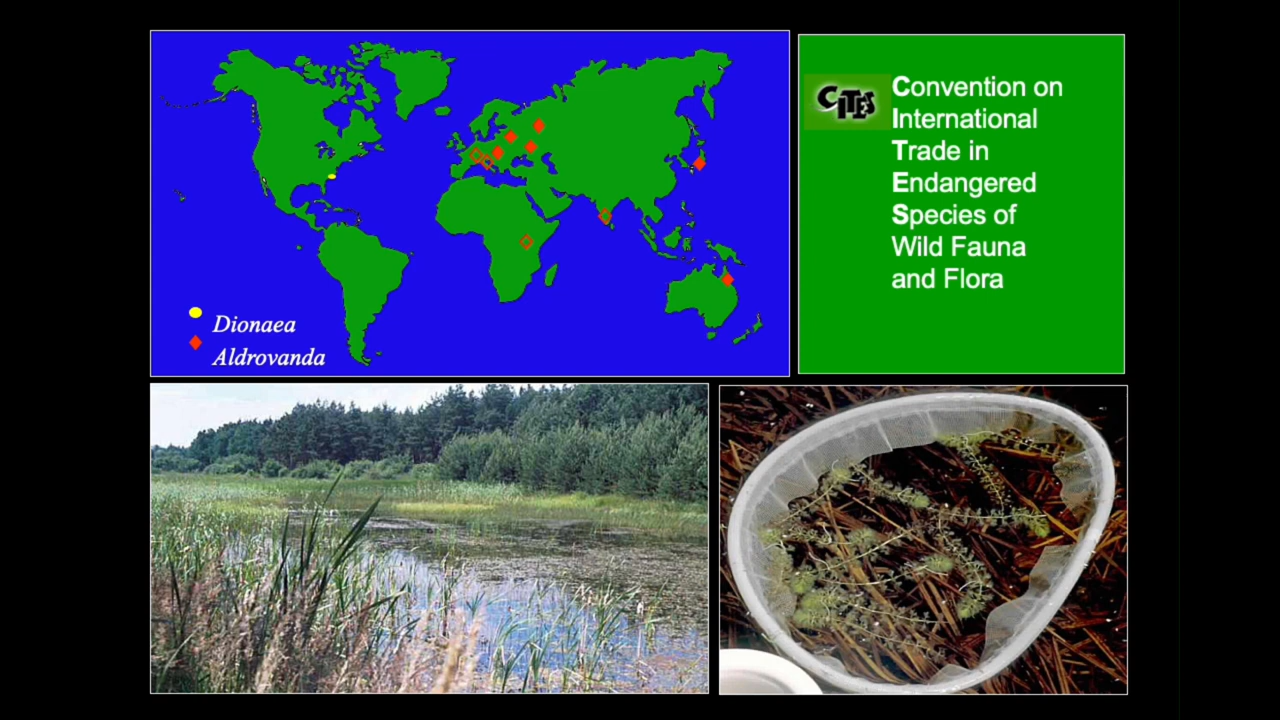 Dionaea
Aldrovanda
CITES
Convention on
International
Trade in
Endangered
Species of
Wild Fauna
and Flora